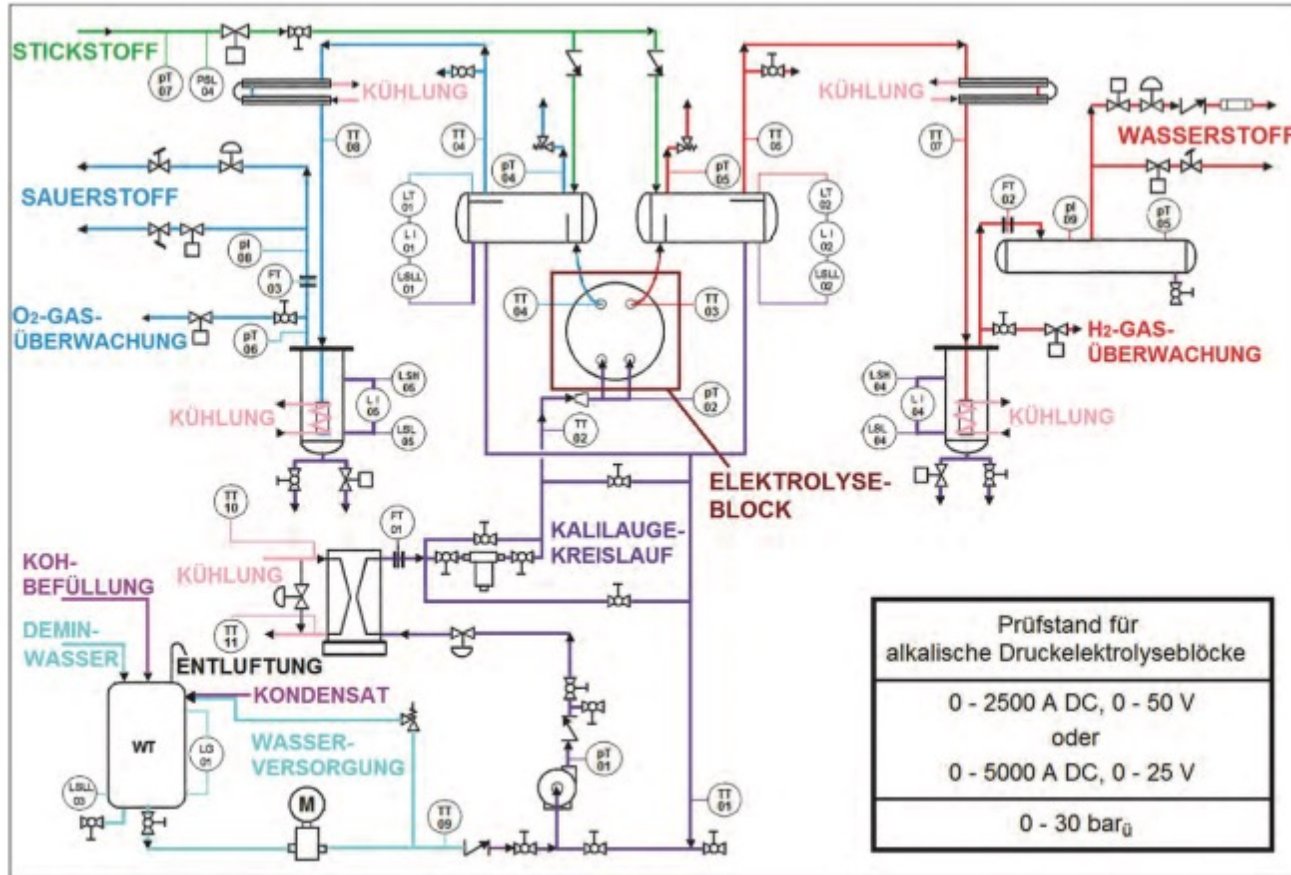 STICKSTOFF
pT 07
PSL 04
KÜHLUNG
TT 08
TT 04
pT 04
pT 05
TT 05
KÜHLUNG
TT 07
WASSERSTOFF
SAUERSTOFF
LT 01
L I 01
LSLL 01
LT 02
L I 02
LSLL 02
FT 02
pI 09
pT 05
pI 08
FT 03
TT 04
TT 03
O2-GAS-
ÜBERWACHUNG
pT 06
H2-GAS-
ÜBERWACHUNG
LSH 05
L I 05
LSL 05
KÜHLUNG
pT 02
TT 02
LSH 04
L I 04
LSL 04
KÜHLUNG
ELEKTROLYSE-
BLOCK
TT 10
FT 01
KALILAUGE-
KREISLAUF
KÜHLUNG
KOH-
BEFÜLLUNG
TT 11
DEMIN-
WASSER
ENTLUFTUNG
KONDENSAT
WT
LG 01
WASSER-
VERSORGUNG
LSLL 03
M
TT 09
pT 01
TT 01
Prüfstand für
alkalische Druckelektrolyseblöcke
0 - 2500 A DC, 0 - 50 V
oder
0 - 5000 A DC, 0 - 25 V
0 - 30 barü